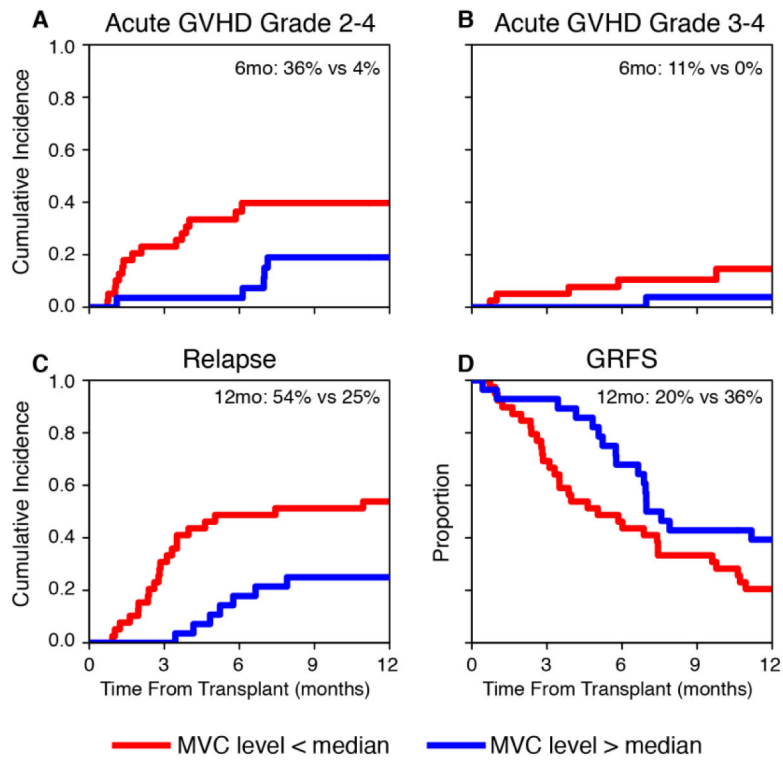 A Acute GVHD Grade 2-4
6mo: 36% vs 4%
Cumulative Incidence
1.0
0.8
0.6
0.4
0.2
0.0
B Acute GVHD Grade 3-4
6mo: 11% vs 0%
C Relapse
12mo: 54% vs 25%
Cumulative Incidence
1.0
0.8
0.6
0.4
0.2
0.0
0 3 6 9 12
Time From Transplant (months)
D GRFS
12mo: 20% vs 36%
Proportion
0 3 6 9 12
Time From Transplant (months)
MVC level < median
MVC level > median